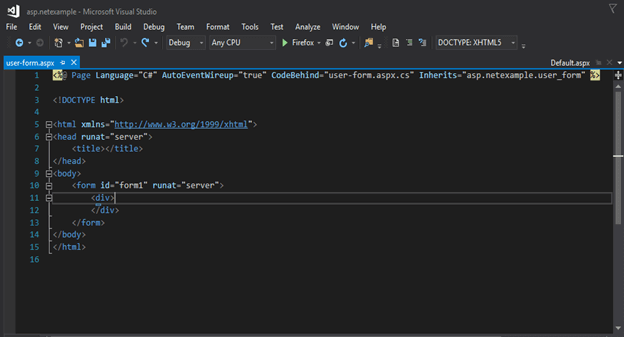 asp.netexample - Microsoft Visual Studio
File Edit View Project Build Debug Team Format Tools Test Analyze Window Help
Debug Any CPU Firefox DOCTYPE: XHTML5
user-form.aspx Default.aspx
1 <%@ Page Language="C#" AutoEventWireup="true" CodeBehind="user-form.aspx.cs" Inherits="asp.netexample.user_form" %>
2
3 <!DOCTYPE html>
4
5 <html xmlns="http://www.w3.org/1999/xhtml">
6 <head runat="server">
7 <title></title>
8 </head>
9 <body>
10 <form id="form1" runat="server">
11 <div>
12 </div>
13 </form>
14 </body>
15 </html>
16